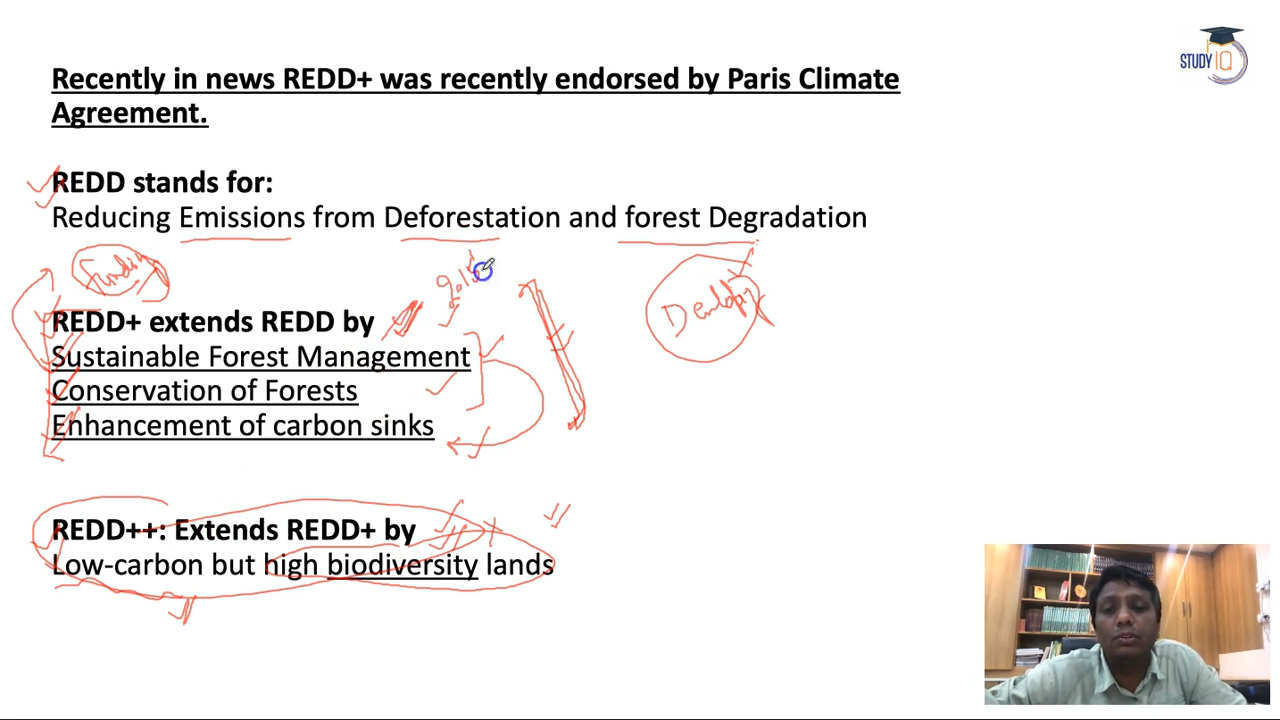 STUDY IQ
Recently in news REDD+ was recently endorsed by Paris Climate
Agreement.
REDD stands for:
Reducing Emissions from Deforestation and forest Degradation
Funding
REDD+ extends REDD by
Sustainable Forest Management
Conservation of Forests
Enhancement of carbon sinks
REDD++: Extends REDD+ by
Low-carbon but high biodiversity lands